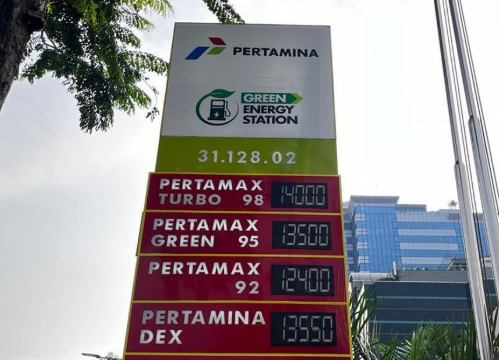 PERTAMINA
GREEN
ENERGY
STATION
31.128.02
PERTAMAX
TURBO 98 14000
PERTAMAX
GREEN 95 13500
PERTAMAX
92 12400
PERTAMINA
DEX 13550